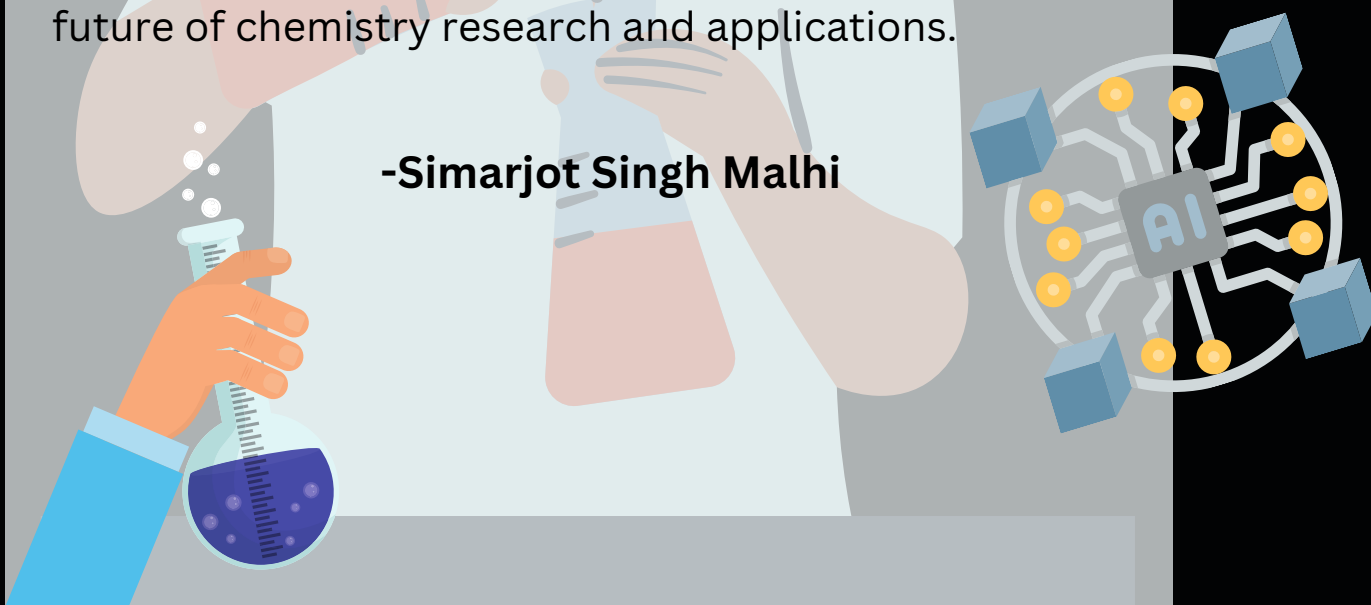 future of chemistry research and applications.
-Simarjot Singh Malhi
AI